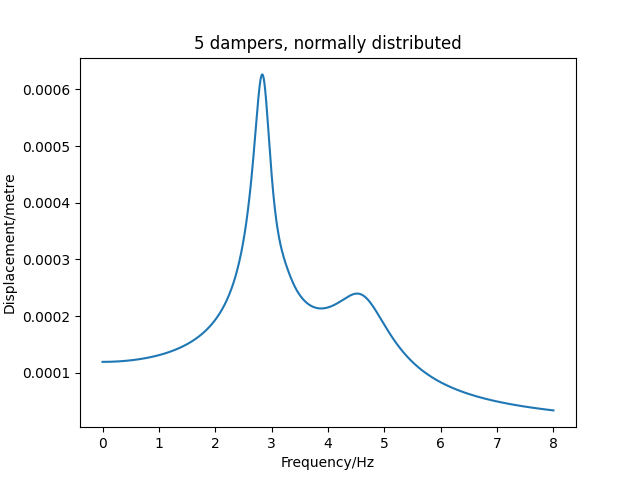 5 dampers, normally distributed
0.0006
0.0005
0.0004
0.0003
0.0002
0.0001
Displacement/metre
0 1 2 3 4 5 6 7 8
Frequency/Hz